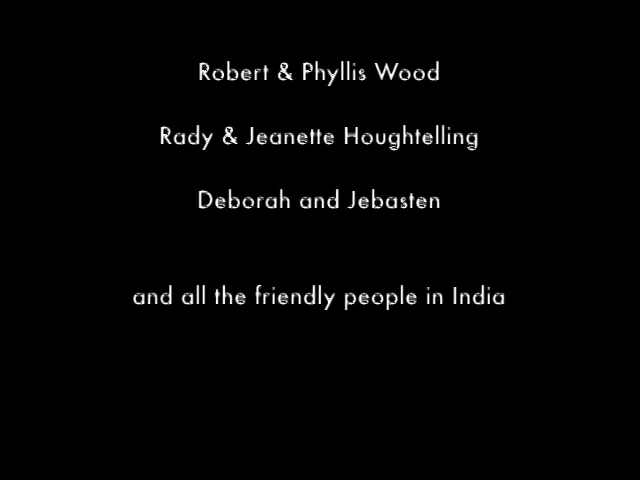 Robert & Phyllis Wood
Rady & Jeanette Houghtelling
Deborah and Jebasten
and all the friendly people in India